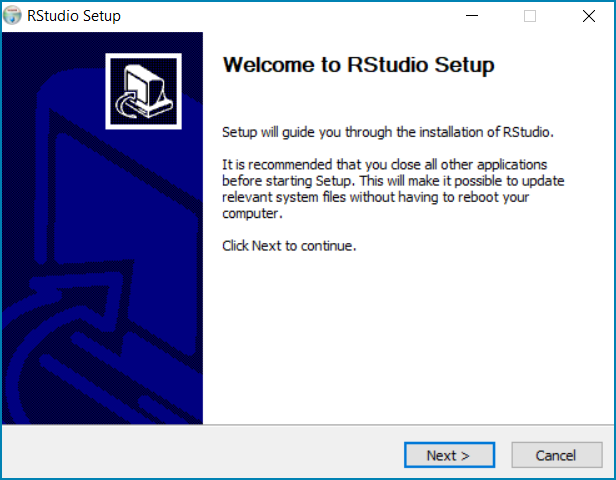 RStudio Setup
Welcome to RStudio Setup
Setup will guide you through the installation of RStudio.
It is recommended that you close all other applications
before starting Setup. This will make it possible to update
relevant system files without having to reboot your
computer.
Click Next to continue.
Next >
Cancel